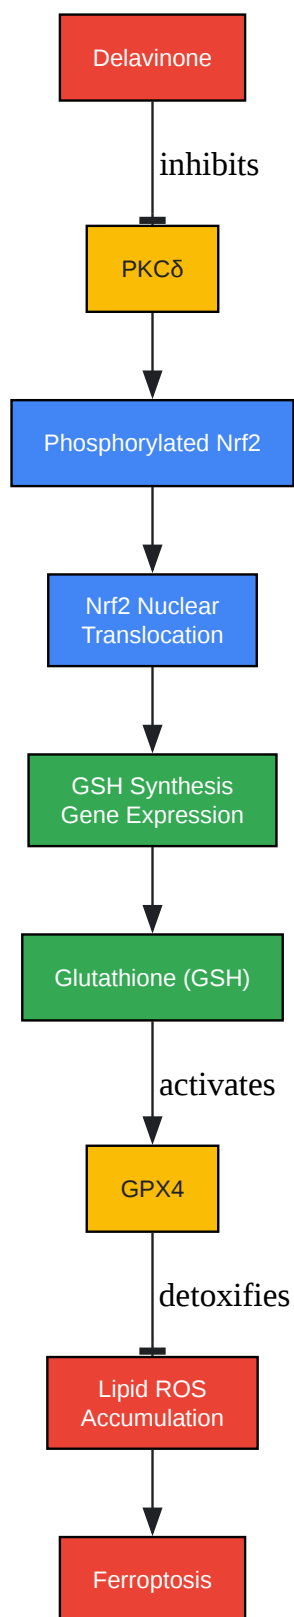 Delavinone
inhibits
PKCδ
Phosphorylated Nrf2
Nrf2 Nuclear
Translocation
GSH Synthesis
Gene Expression
Glutathione (GSH)
activates
GPX4
detoxifies
Lipid ROS
Accumulation
Ferroptosis